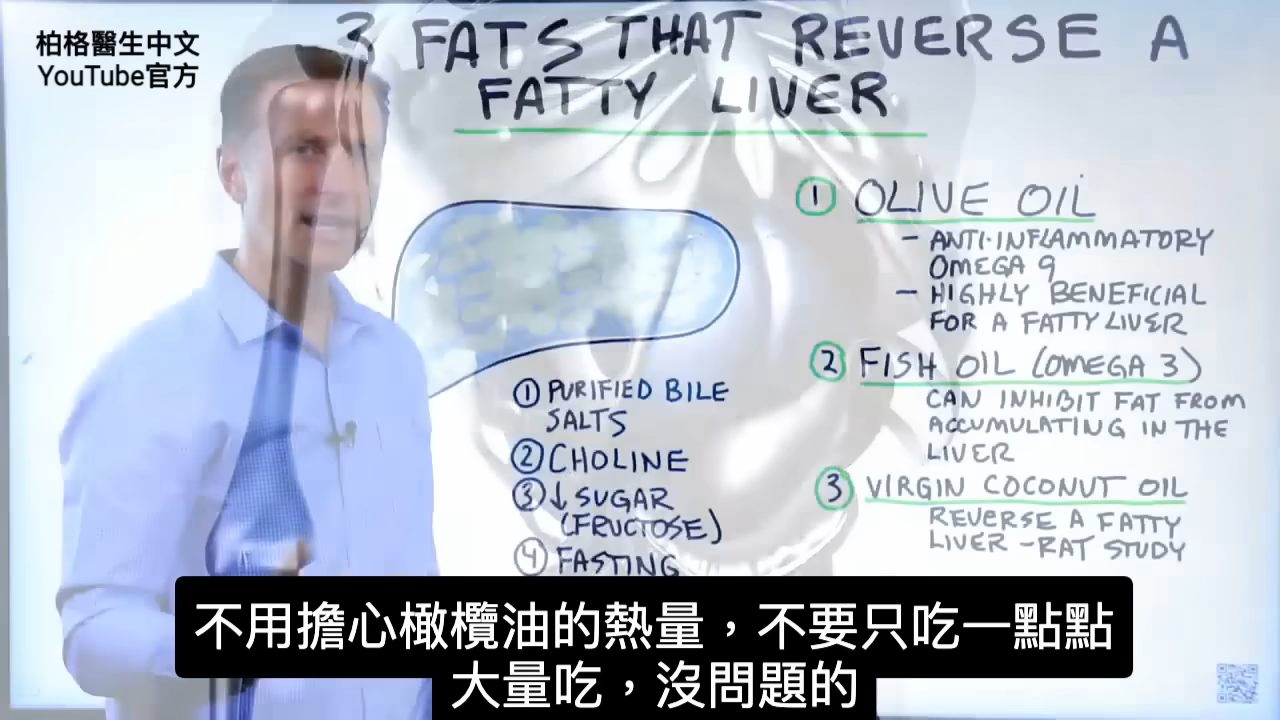 柏格醫生中文
YouTube官方
3 FATS THAT REVERSE A
FATTY LIVER
① OLIVE OIL
- ANTI-INFLAMMATORY
OMEGA 9
- HIGHLY BENEFICIAL
FOR A FATTY LIVER
② FISH OIL (OMEGA 3)
CAN INHIBIT FAT FROM
ACCUMULATING IN THE
LIVER
③ VIRGIN COCONUT OIL
REVERSE A FATTY
LIVER - RAT STUDY
① PURIFIED BILE
SALTS
② CHOLINE
③ ↓ SUGAR
(FRUCTOSE)
④ FASTING
不用擔心橄欖油的熱量，不要只吃一點點
大量吃，沒問題的